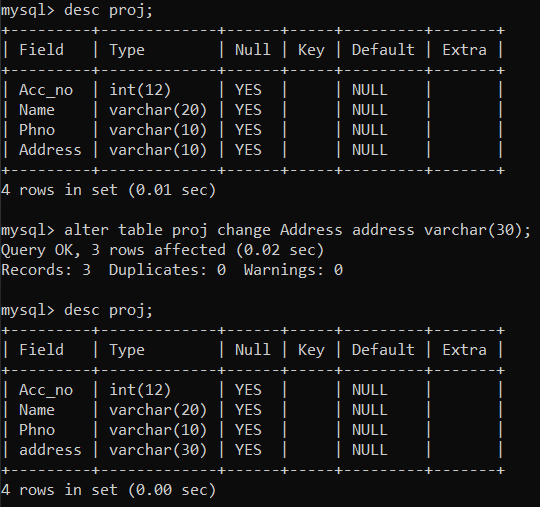 mysql> desc proj;
+---------+-------------+------+-----+---------+-------+
| Field   | Type        | Null | Key | Default | Extra |
+---------+-------------+------+-----+---------+-------+
| Acc_no  | int(12)     | YES  |     | NULL    |       |
| Name    | varchar(20) | YES  |     | NULL    |       |
| Phno    | varchar(10) | YES  |     | NULL    |       |
| Address | varchar(10) | YES  |     | NULL    |       |
+---------+-------------+------+-----+---------+-------+
4 rows in set (0.01 sec)

mysql> alter table proj change Address address varchar(30);
Query OK, 3 rows affected (0.02 sec)
Records: 3  Duplicates: 0  Warnings: 0

mysql> desc proj;
+---------+-------------+------+-----+---------+-------+
| Field   | Type        | Null | Key | Default | Extra |
+---------+-------------+------+-----+---------+-------+
| Acc_no  | int(12)     | YES  |     | NULL    |       |
| Name    | varchar(20) | YES  |     | NULL    |       |
| Phno    | varchar(10) | YES  |     | NULL    |       |
| address | varchar(30) | YES  |     | NULL    |       |
+---------+-------------+------+-----+---------+-------+
4 rows in set (0.00 sec)